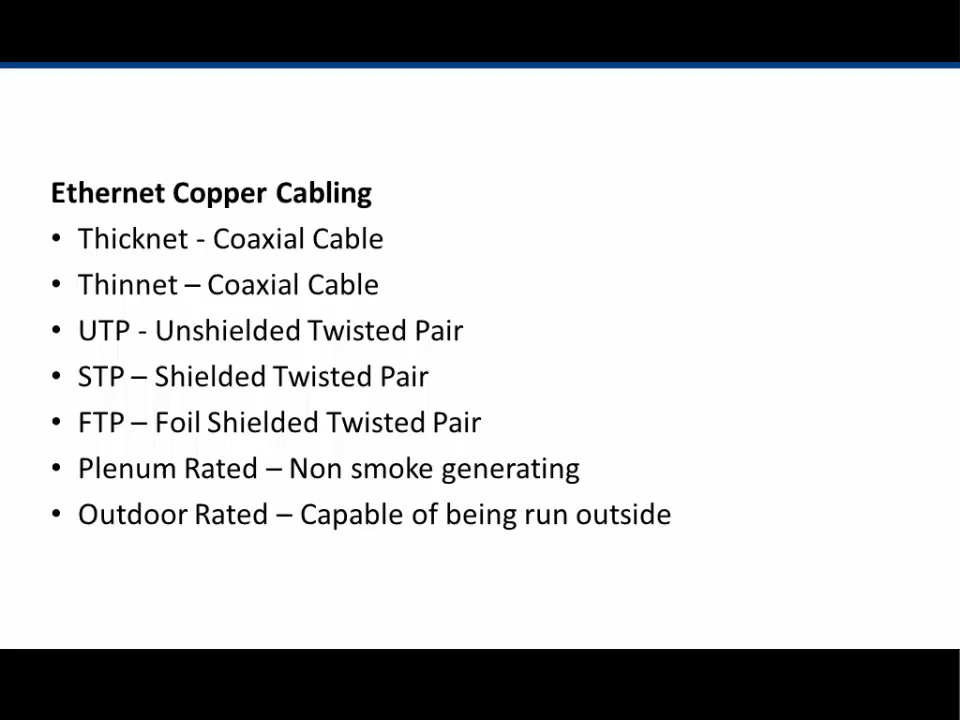 Ethernet Copper Cabling
• Thicknet - Coaxial Cable
• Thinnet – Coaxial Cable
• UTP - Unshielded Twisted Pair
• STP – Shielded Twisted Pair
• FTP – Foil Shielded Twisted Pair
• Plenum Rated – Non smoke generating
• Outdoor Rated – Capable of being run outside